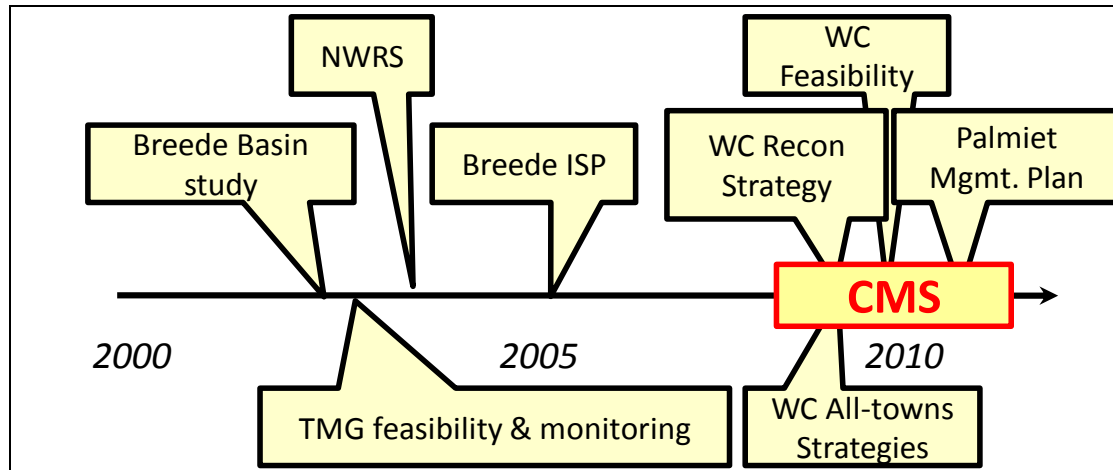 NWRS
WC
Feasibility
Breede Basin
study
Breede ISP
WC Recon
Strategy
Palmiet
Mgmt. Plan
CMS
2000
2005
2010
TMG feasibility & monitoring
WC All-towns
Strategies